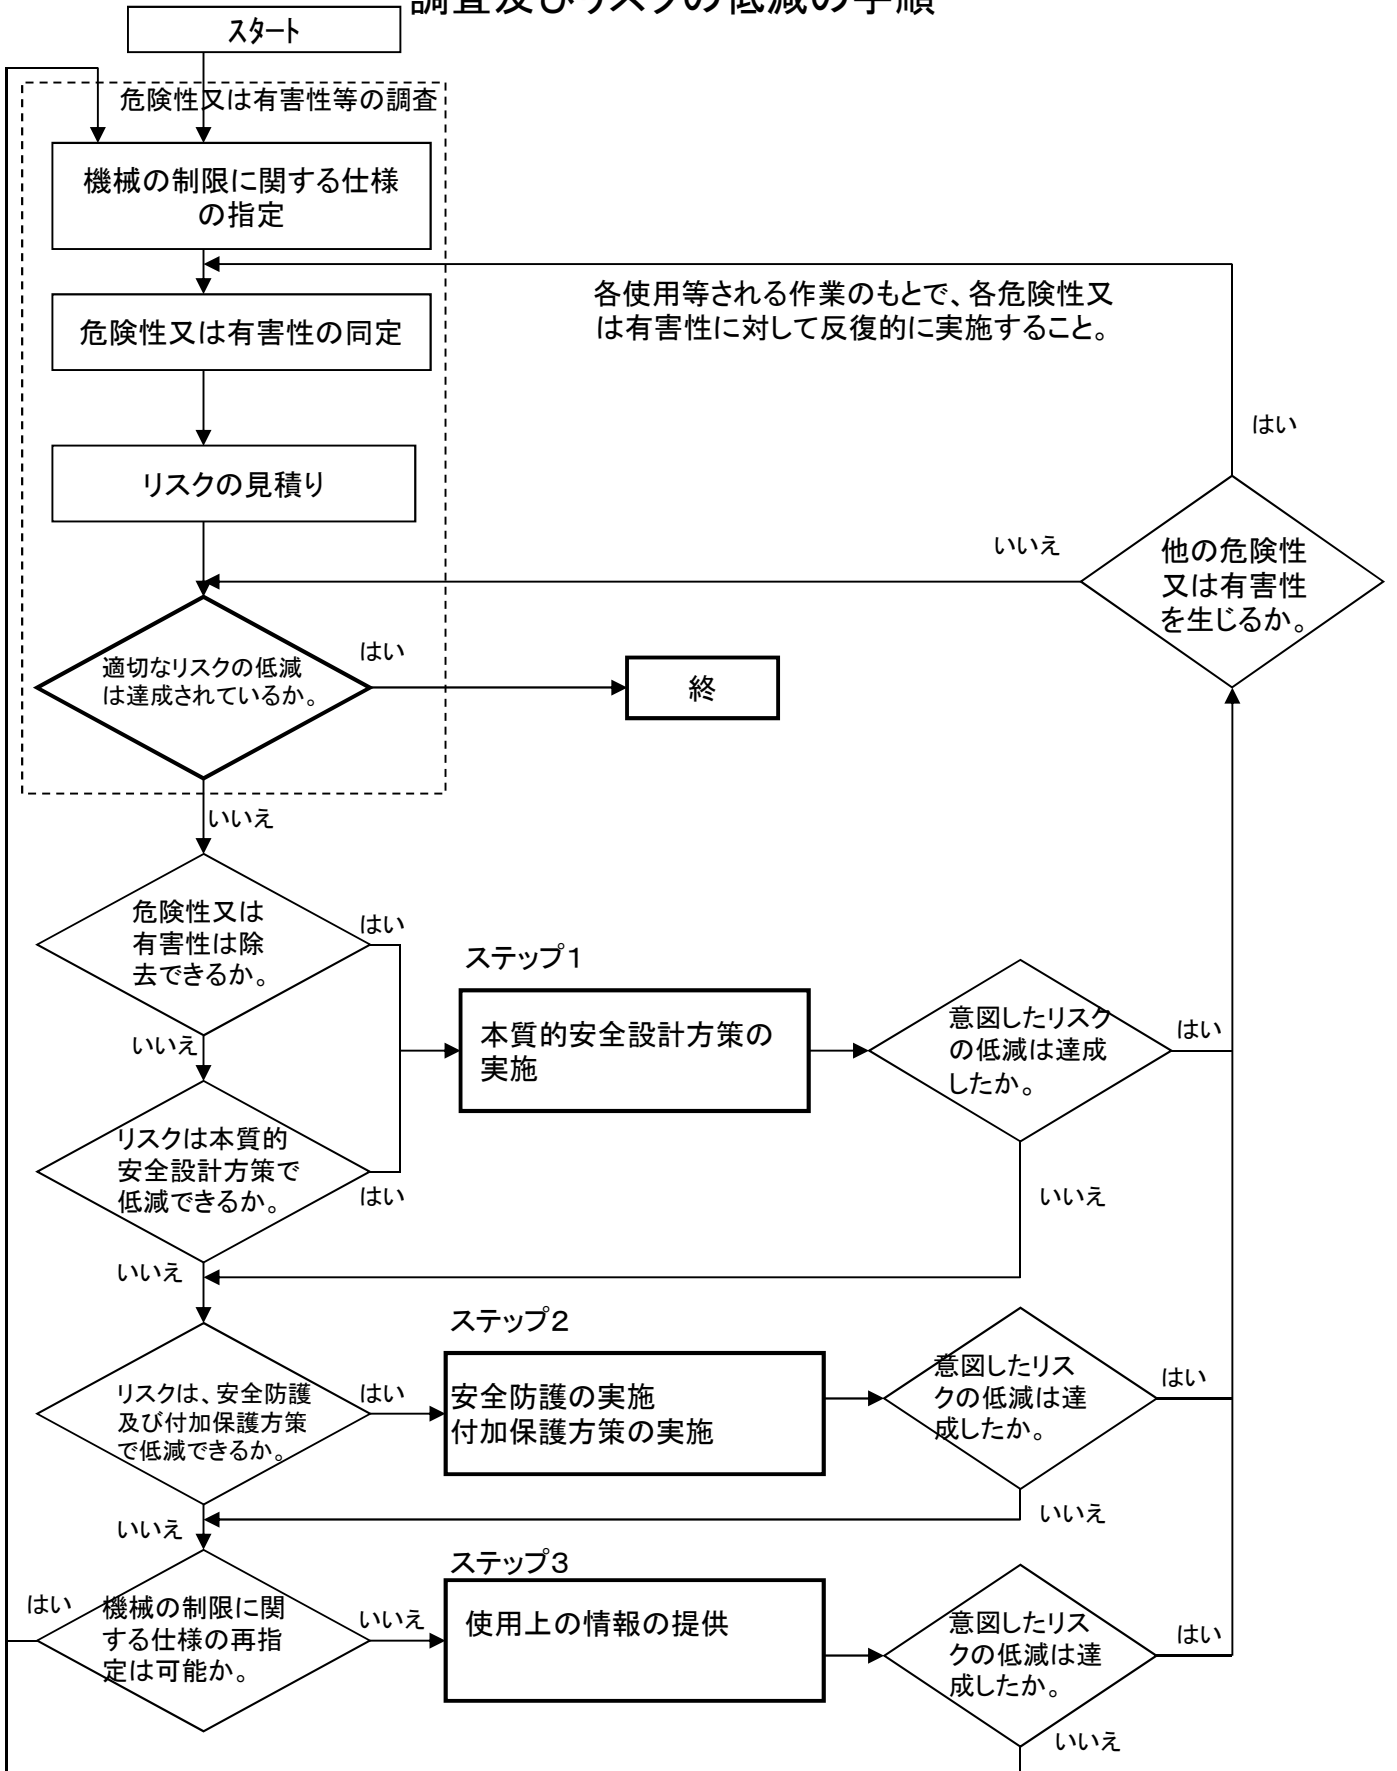 調査及びリスクの低減の手順
スタート
危険性又は有害性等の調査
機械の制限に関する仕様
の指定
各使用等される作業のもとで、各危険性又
は有害性に対して反復的に実施すること。
危険性又は有害性の同定
はい
リスクの見積り
いいえ
他の危険性
又は有害性
を生じるか。
適切なリスクの低減
は達成されているか。
はい
終
いいえ
危険性又は
有害性は除
去できるか。
はい
ステップ1
本質的安全設計方策の
実施
意図したリスク
の低減は達成
したか。
はい
いいえ
リスクは本質的
安全設計方策で
低減できるか。
はい
いいえ
いいえ
ステップ2
リスクは、安全防護
及び付加保護方策
で低減できるか。
はい
安全防護の実施
付加保護方策の実施
意図したリス
クの低減は達
成したか。
はい
いいえ
いいえ
ステップ3
はい
機械の制限に関
する仕様の再指
定は可能か。
いいえ
使用上の情報の提供
意図したリス
クの低減は達
成したか。
はい
いいえ